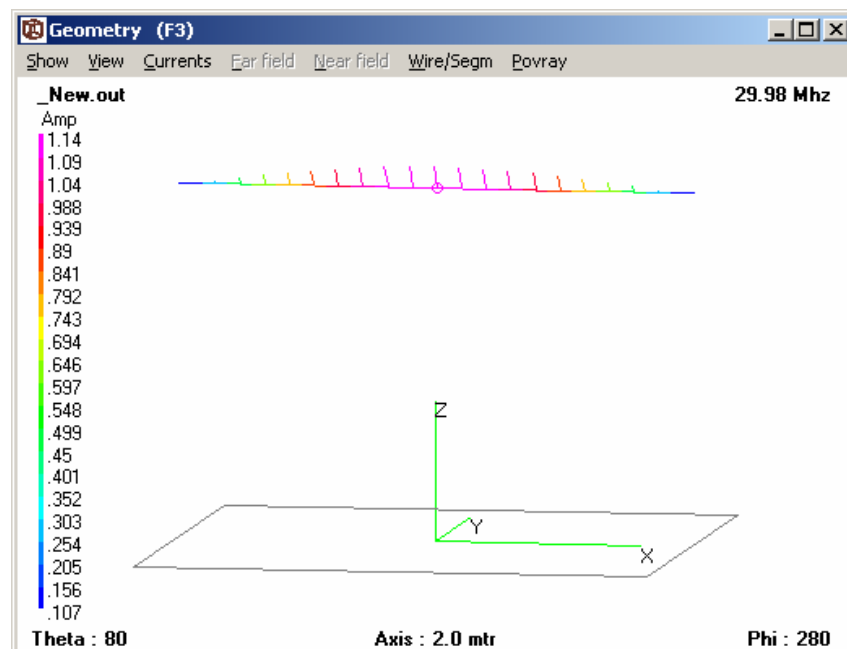 Geometry (F3)
Show View Currents Far field Near field Wire/Segm Povray
_New.out 29.98 Mhz
Amp
1.14
1.09
1.04
.988
.939
.89
.841
.792
.743
.694
.646
.597
.548
.499
.45
.401
.352
.303
.254
.205
.156
.107
Z
Y
X
Theta : 80 Axis : 2.0 mtr Phi : 280